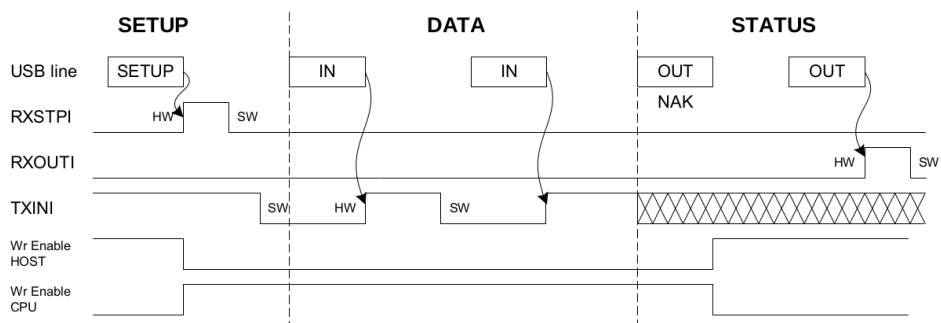 SETUP DATA STATUS
USB line SETUP IN IN OUT OUT
NAK
RXSTPI HW SW
RXOUTI HW SW
TXINI SW HW SW
Wr Enable
HOST
Wr Enable
CPU